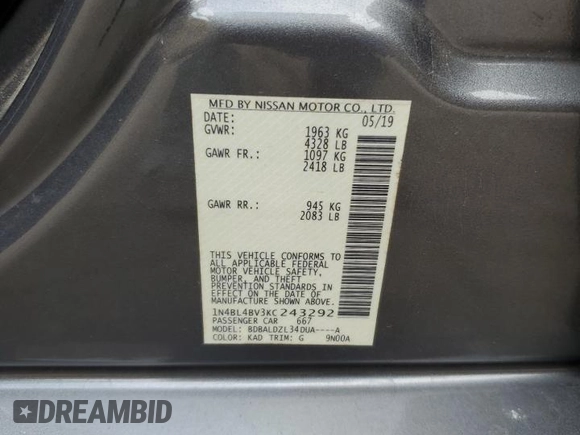 MFD BY NISSAN MOTOR CO., LTD.
DATE: 05/19
GVWR: 1963 KG
4328 LB
GAWR FR.: 1097 KG
2418 LB
GAWR RR.: 945 KG
2083 LB
THIS VEHICLE CONFORMS TO
ALL APPLICABLE FEDERAL
MOTOR VEHICLE SAFETY,
BUMPER, AND THEFT
PREVENTION STANDARDS IN
EFFECT ON THE DATE OF
MANUFACTURE SHOWN ABOVE.
1N4BL4BV3KC243292
PASSENGER CAR 667
MODEL: BDBALDZL34DUA----A
COLOR: KAD TRIM: G 9N00A
DREAMBID